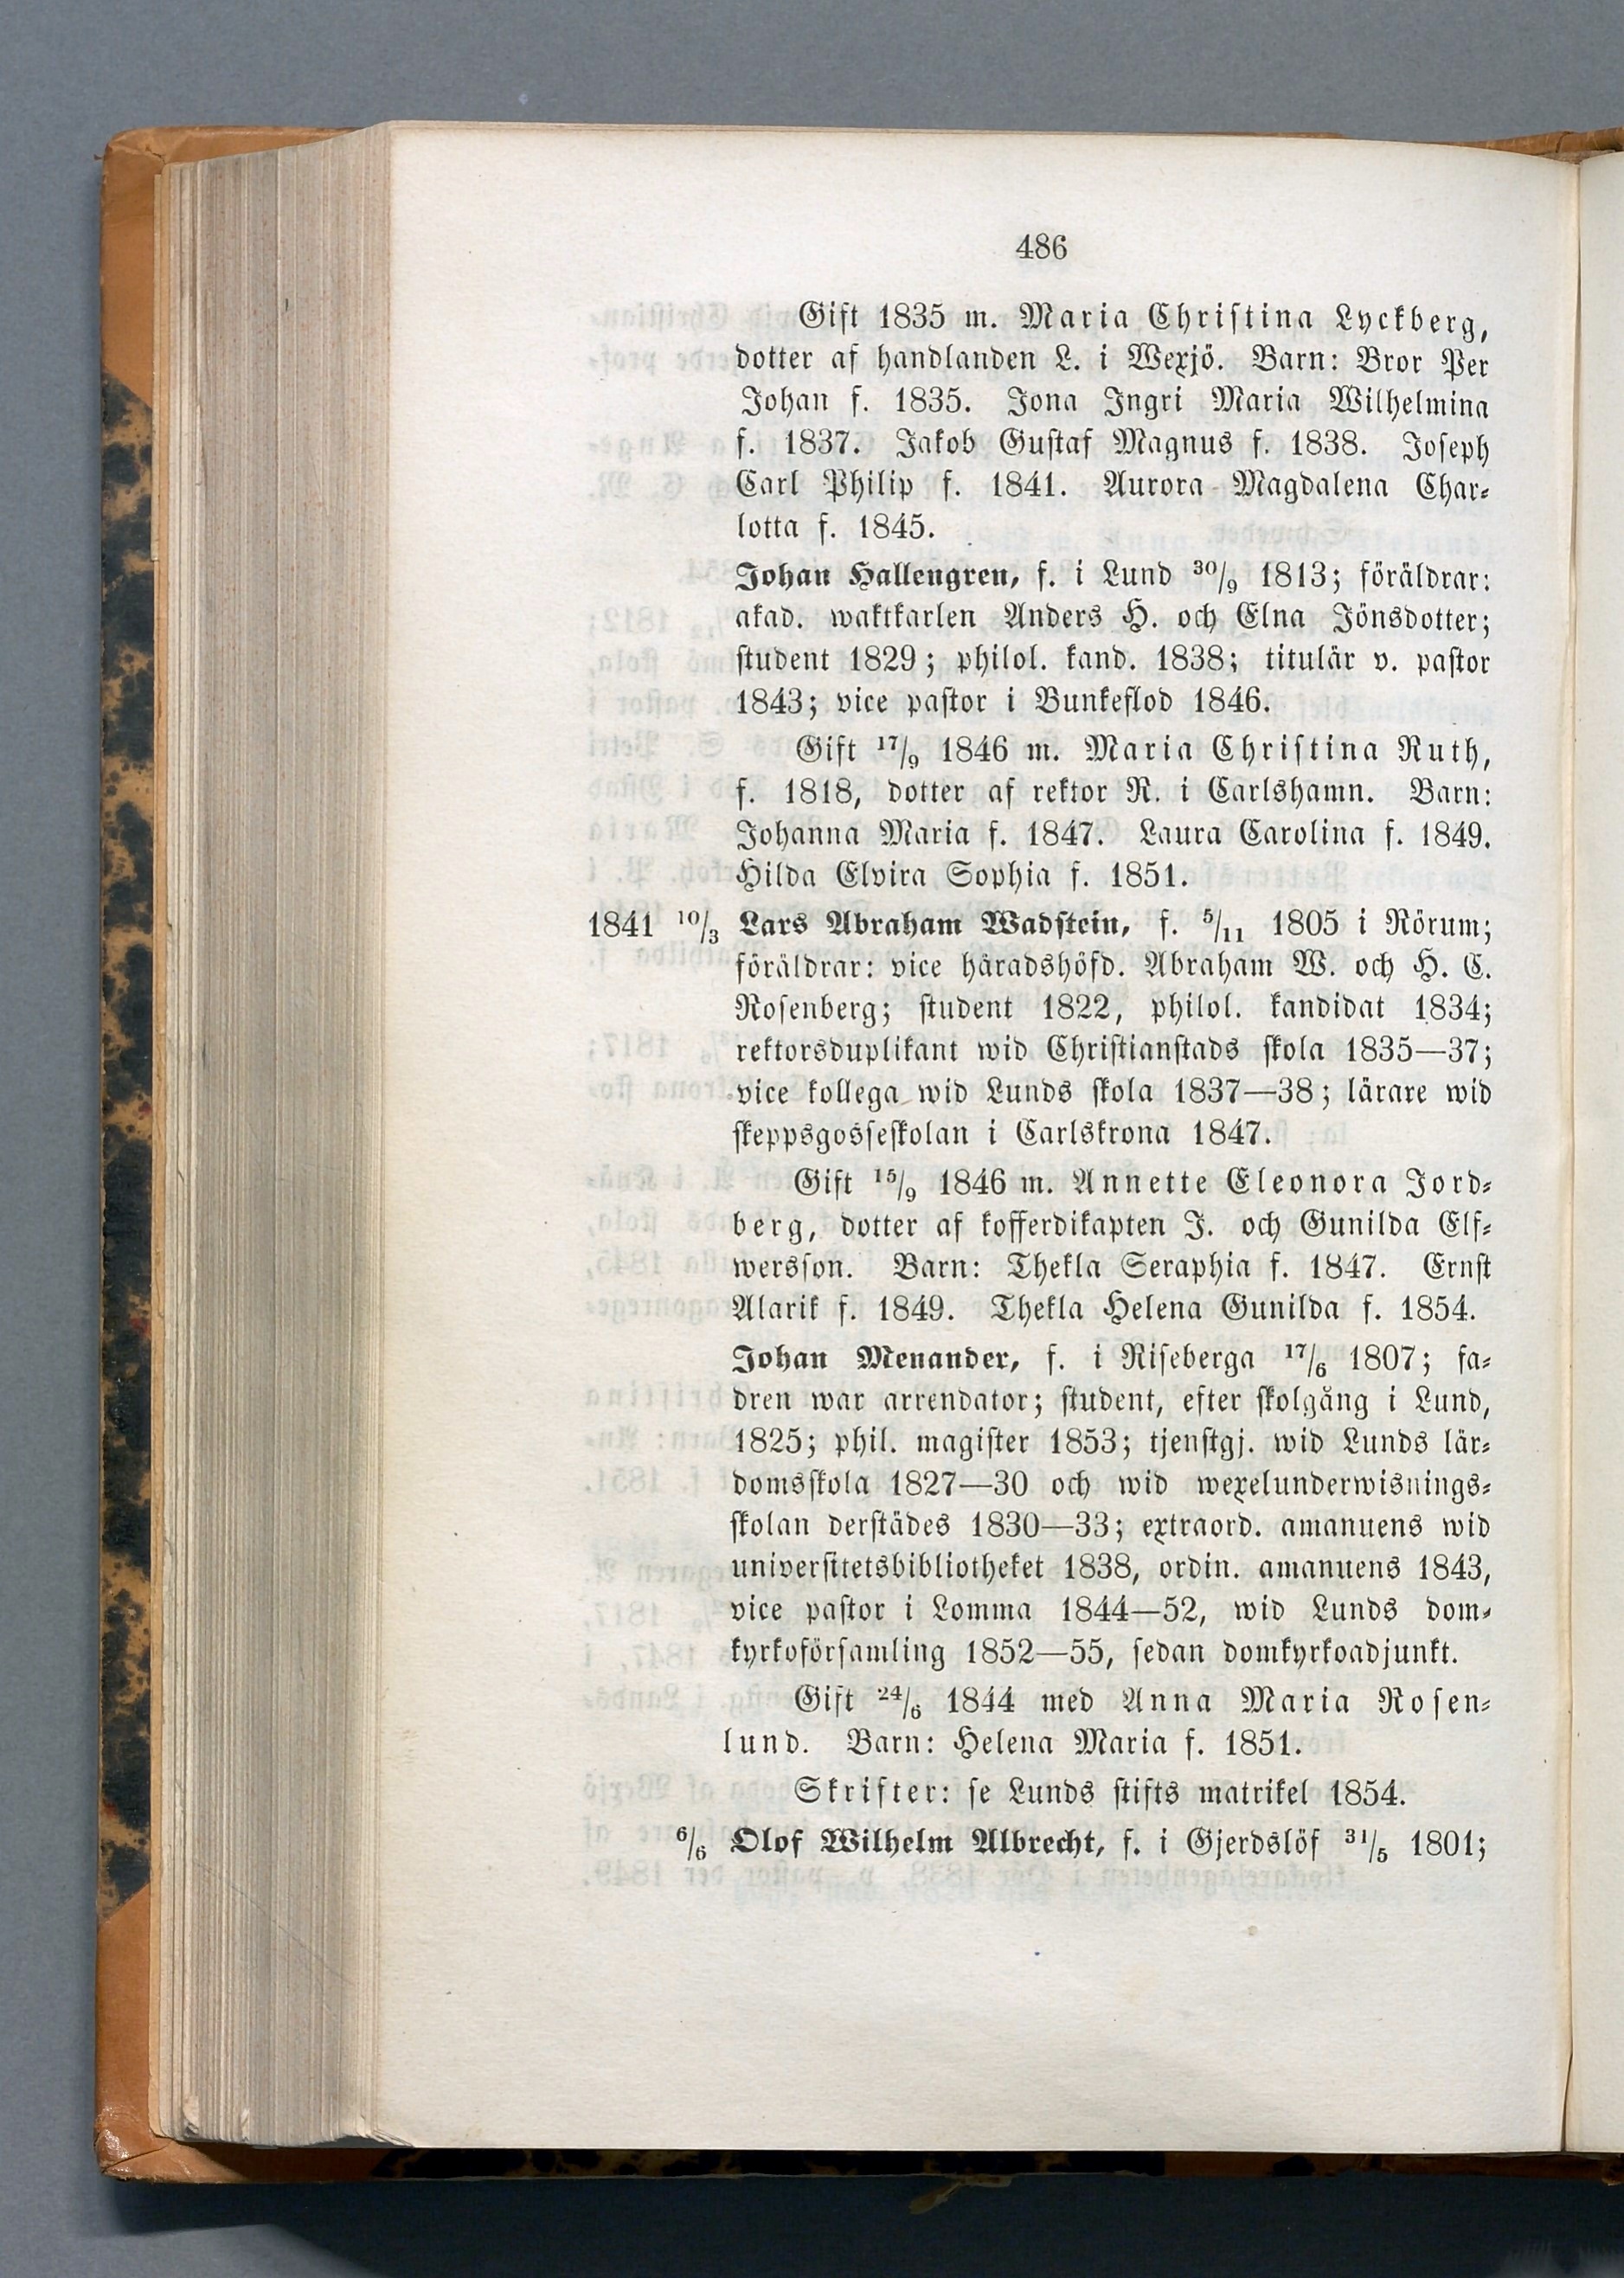 486
Gift 1835 m. Maria Christina Lyckberg,
dotter af handlanden L. i Wexjö. Barn: Bror Per
Johan f. 1835. Jona Ingri Maria Wilhelmina
f. 1837. Jakob Gustaf Magnus f. 1838. Joseph
Carl Philip f. 1841. Aurora Magdalena Char-
lotta f. 1845.
Johan Hallengren, f. i Lund 30/9 1813; föräldrar:
akad. waktkarlen Anders H. och Elna Jönsdotter;
student 1829; philol. kand. 1838; titulär v. pastor
1843; vice pastor i Bunkeflod 1846.
Gift 17/9 1846 m. Maria Christina Ruth,
f. 1818, dotter af rektor R. i Carlshamn. Barn:
Johanna Maria f. 1847. Laura Carolina f. 1849.
Hilda Elvira Sophia f. 1851.
1841 10/3 Lars Abraham Wadstein, f. 5/11 1805 i Rörum;
föräldrar: vice häradshöfd. Abraham W. och H. C.
Rosenberg; student 1822, philol. kandidat 1834;
rektorsduplikant wid Christianstads skola 1835—37;
vice kollega wid Lunds skola 1837—38; lärare wid
skeppsgosseskolan i Carlskrona 1847.
Gift 15/9 1846 m. Annette Eleonora Jord-
berg, dotter af kofferdikapten J. och Gunilda Elf-
wersson. Barn: Thekla Seraphia f. 1847. Ernst
Alarik f. 1849. Thekla Helena Gunilda f. 1854.
Johan Menander, f. i Riseberga 17/6 1807; fa-
dren war arrendator; student, efter skolgång i Lund,
1825; phil. magister 1853; tjenstgj. wid Lunds lär-
domsskola 1827—30 och wid wexelunderwisnings-
skolan derstädes 1830—33; extraord. amanuens wid
universitetsbibliotheket 1838, ordin. amanuens 1843,
vice pastor i Lomma 1844—52, wid Lunds dom-
kyrkoförsamling 1852—55, sedan domkyrkoadjunkt.
Gift 24/6 1844 med Anna Maria Rosen-
lund. Barn: Helena Maria f. 1851.
Skrifter: se Lunds stifts matrikel 1854.
6/6 Olof Wilhelm Albrecht, f. i Gjerdslöf 31/5 1801;